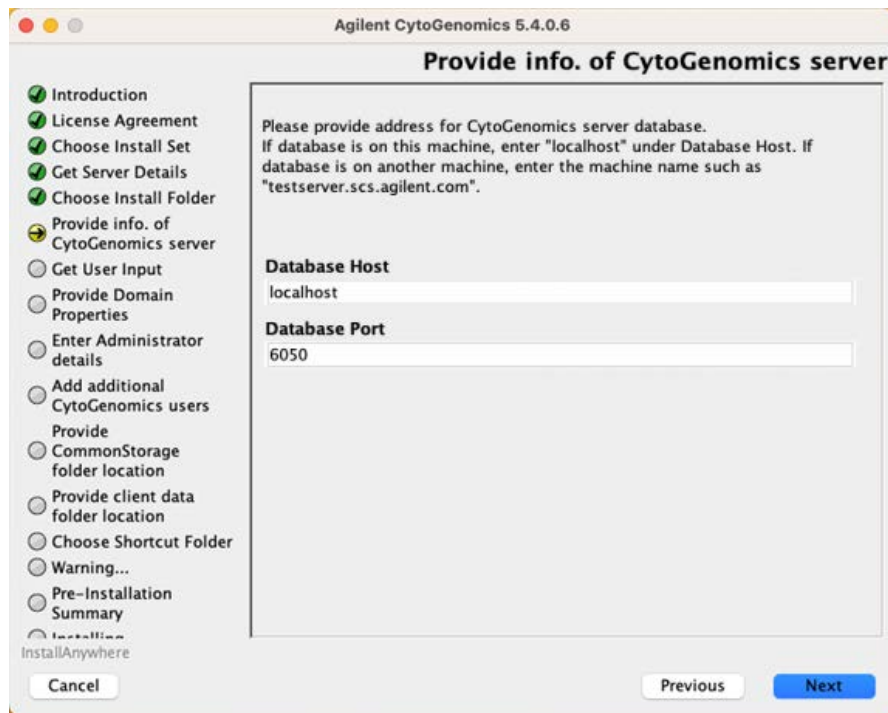 Agilent CytoGenomics 5.4.0.6
Provide info. of CytoGenomics server
Introduction
License Agreement
Choose Install Set
Get Server Details
Choose Install Folder
Provide info. of
CytoGenomics server
Get User Input
Provide Domain
Properties
Enter Administrator
details
Add additional
CytoGenomics users
Provide
CommonStorage
folder location
Provide client data
folder location
Choose Shortcut Folder
Warning...
Pre-Installation
Summary
Please provide address for CytoGenomics server database.
If database is on this machine, enter "localhost" under Database Host. If
database is on another machine, enter the machine name such as
"testserver.scs.agilent.com".
Database Host
localhost
Database Port
6050
InstallAnywhere
Cancel
Previous
Next